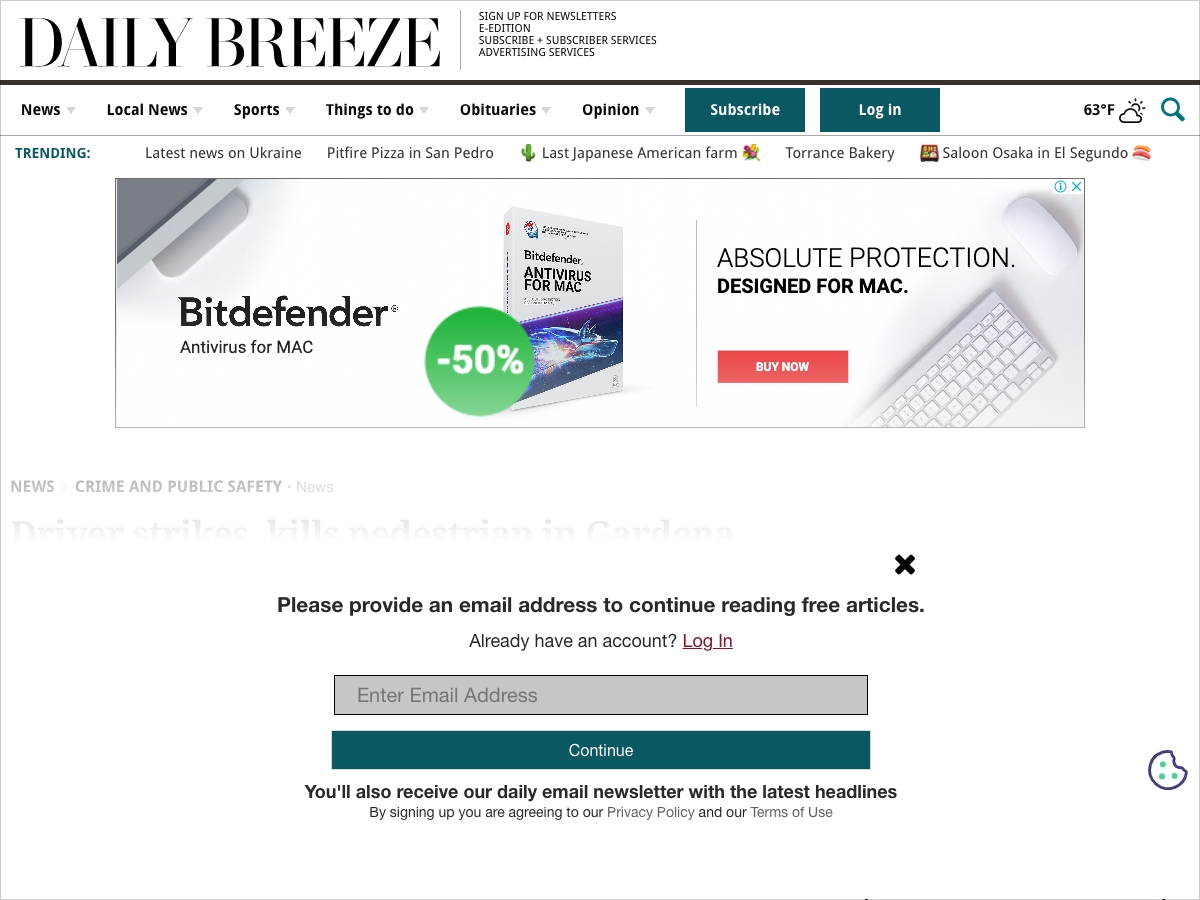 DAILY BREEZE
SIGN UP FOR NEWSLETTERS
E-EDITION
SUBSCRIBE + SUBSCRIBER SERVICES
ADVERTISING SERVICES
News Local News Sports Things to do Obituaries Opinion Subscribe Log in 63°F
TRENDING: Latest news on Ukraine Pitfire Pizza in San Pedro 🌵 Last Japanese American farm 💐 Torrance Bakery 🍱 Saloon Osaka in El Segundo 🍣
Bitdefender®
Antivirus for MAC
-50%
Bitdefender
ANTIVIRUS
FOR MAC
ABSOLUTE PROTECTION.
DESIGNED FOR MAC.
BUY NOW
NEWS > CRIME AND PUBLIC SAFETY • News
Driver strikes, kills pedestrian in Gardena
Please provide an email address to continue reading free articles.
Already have an account? Log In
Enter Email Address
Continue
You'll also receive our daily email newsletter with the latest headlines
By signing up you are agreeing to our Privacy Policy and our Terms of Use